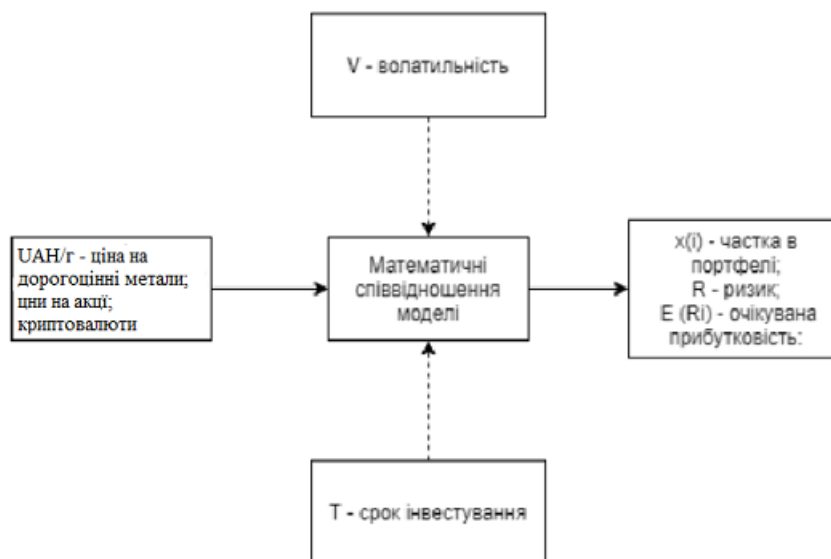 V - волатильність
UAH/г - ціна на
дорогоцінні метали;
цни на акції;
криптовалюти
Математичні
співвідношення
моделі
x(i) - частка в
портфелі;
R - ризик;
E (Ri) - очікувана
прибутковість:
T - срок інвестування